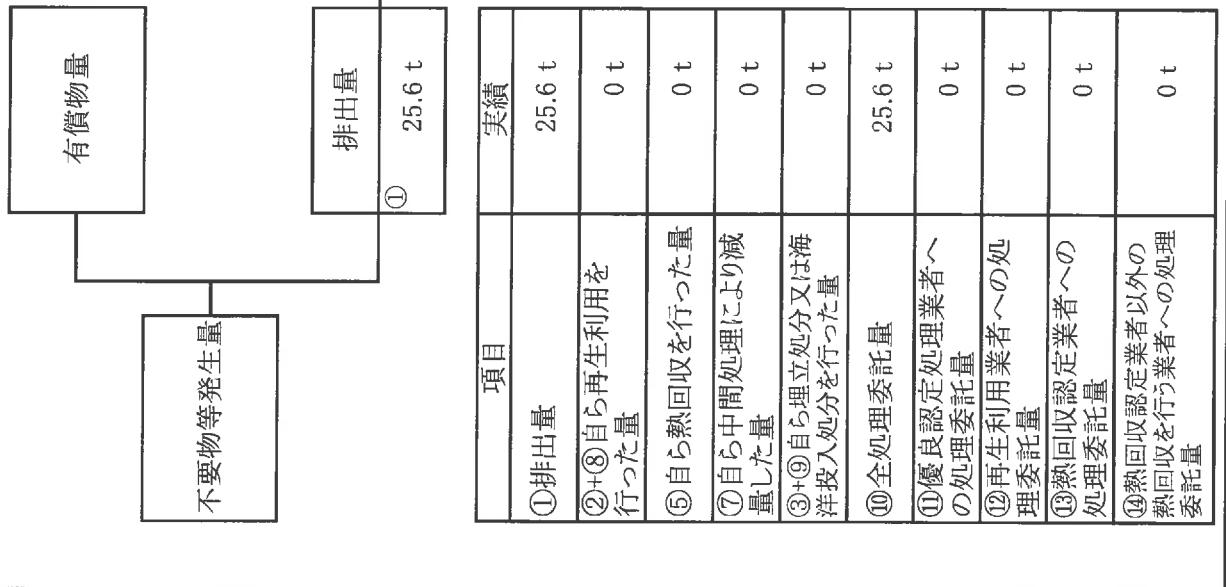 有償物量
不要物等発生量
排出量
① 25.6 t
項目 実績
①排出量 25.6 t
②+⑧自ら再生利用を
行った量 0 t
⑤自ら熱回収を行った量 0 t
⑦自ら中間処理により減
量した量 0 t
③+⑨自ら埋立処分又は海
洋投入処分を行った量 0 t
⑩全処理委託量 25.6 t
⑪優良認定処理業者へ
の処理委託量 0 t
⑫再生利用業者への処
理委託量 0 t
⑬熱回収認定業者への
処理委託量 0 t
⑭熱回収認定業者以外の
熱回収を行う業者への処理
委託量 0 t